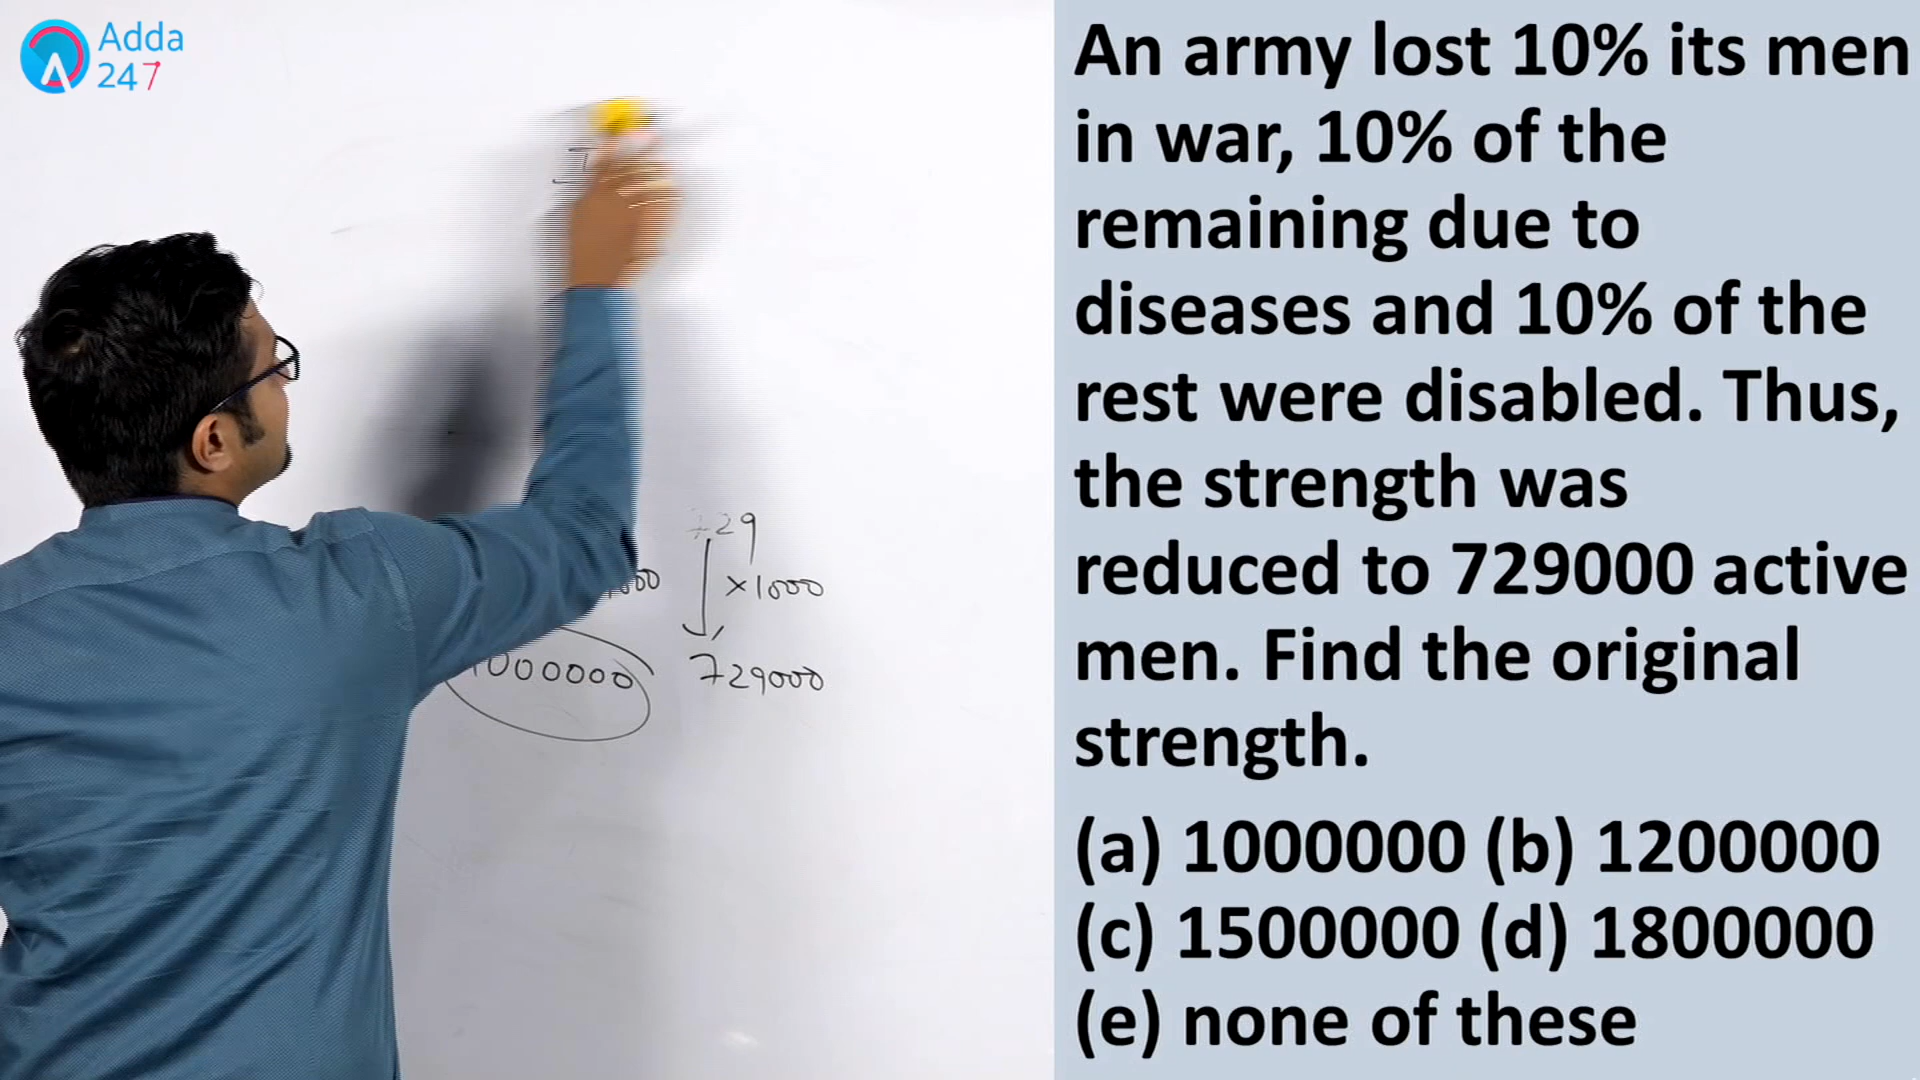 Adda
247
An army lost 10% its men
in war, 10% of the
remaining due to
diseases and 10% of the
rest were disabled. Thus,
the strength was
reduced to 729000 active
men. Find the original
strength.
(a) 1000000 (b) 1200000
(c) 1500000 (d) 1800000
(e) none of these
729
×1000
1000000 729000